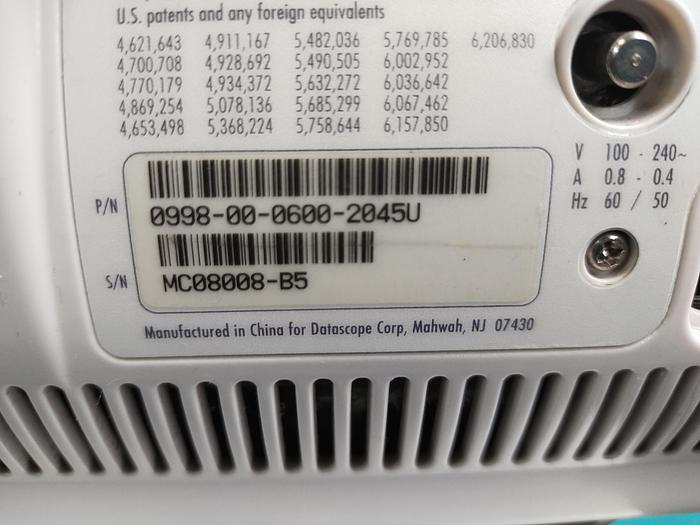 U.S. patents and any foreign equivalents
4,621,643 4,911,167 5,482,036 5,769,785 6,206,830
4,700,708 4,928,692 5,490,505 6,002,952
4,770,179 4,934,372 5,632,272 6,036,642
4,869,254 5,078,136 5,685,299 6,067,462
4,653,498 5,368,224 5,758,644 6,157,850
V 100 - 240~
A 0.8 - 0.4
Hz 60 / 50
P/N 0998-00-0600-2045U
S/N MC08008-B5
Manufactured in China for Datascope Corp, Mahwah, NJ 07430